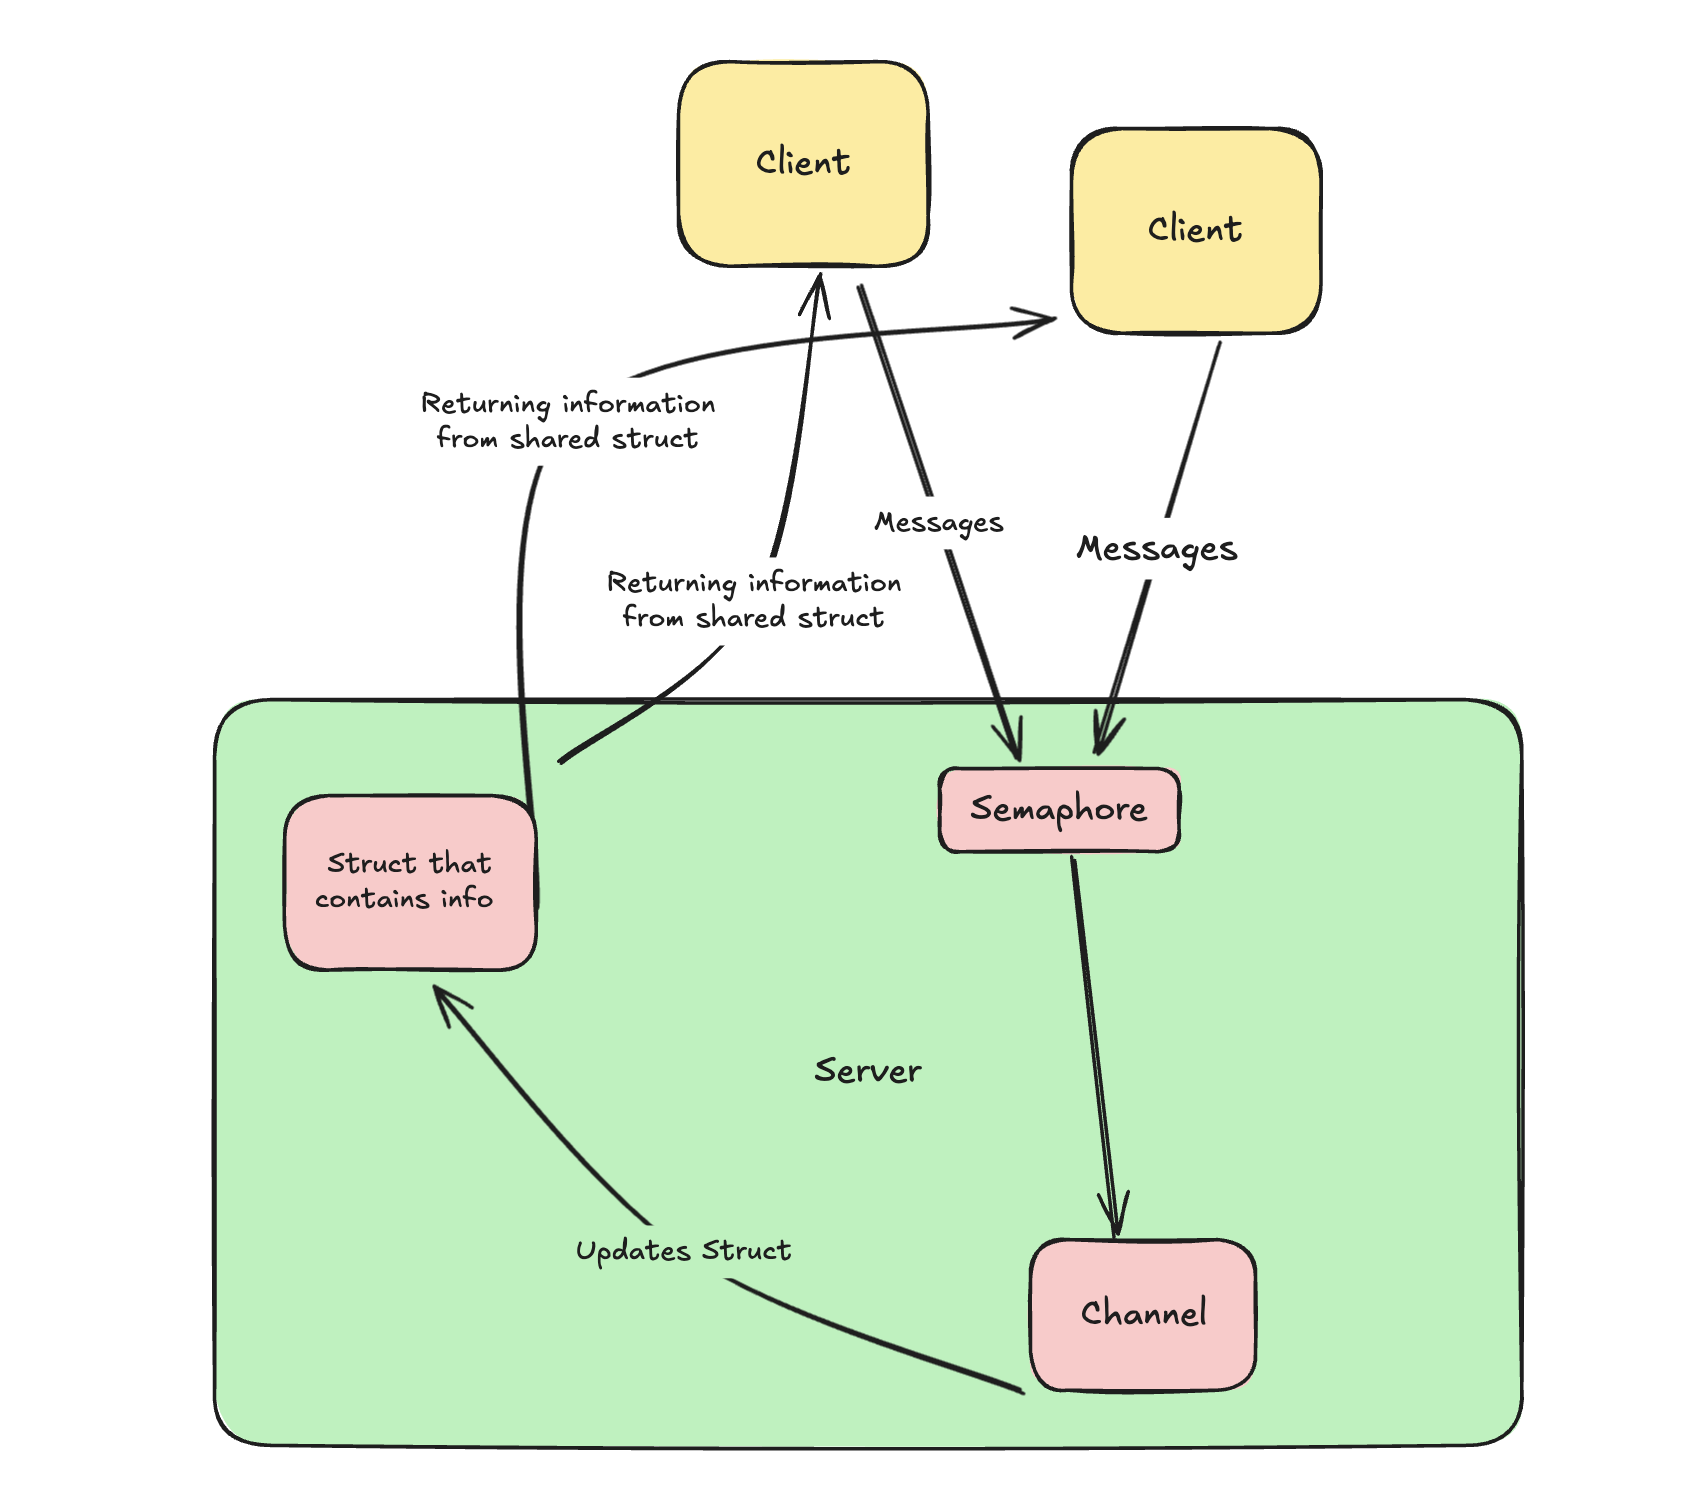 Client
Client
Returning information
from shared struct
Messages
Messages
Returning information
from shared struct
Semaphore
Struct that
contains info
Server
Updates Struct
Channel